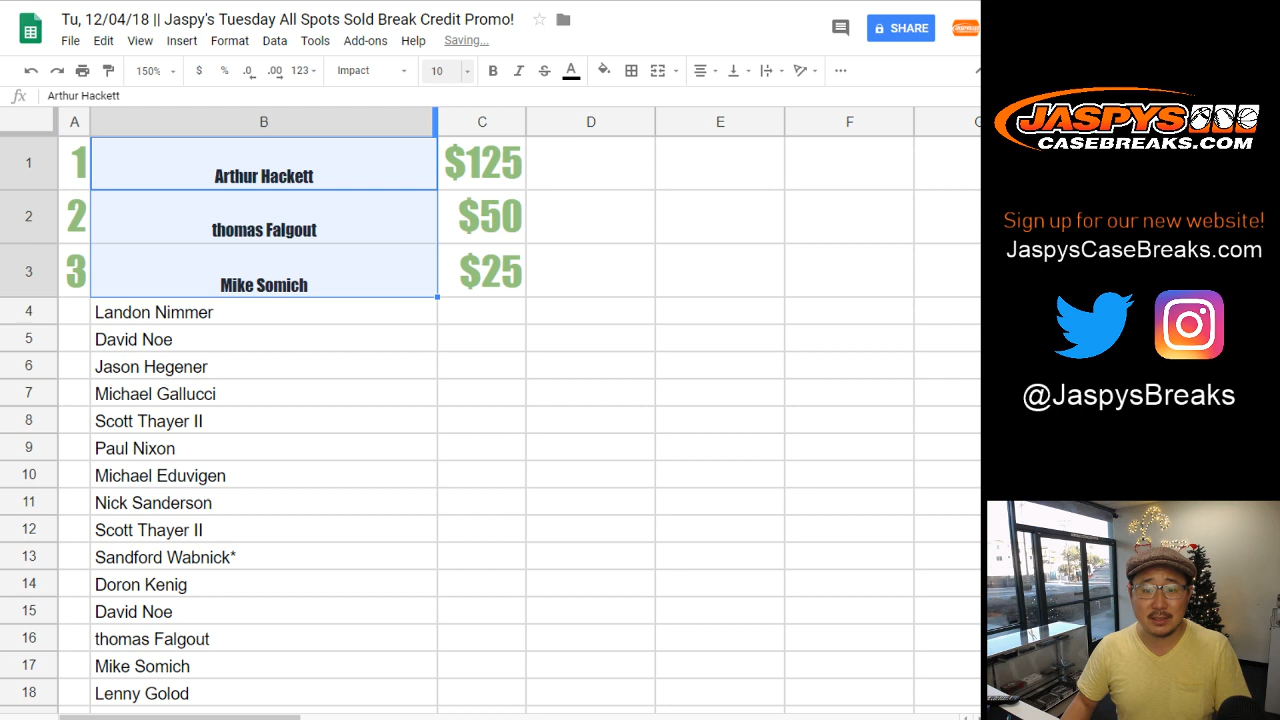 Tu, 12/04/18 || Jaspy's Tuesday All Spots Sold Break Credit Promo!
File Edit View Insert Format Data Tools Add-ons Help Saving...
SHARE
150% $ % .0 .00 123 Impact 10 B I S A
fx Arthur Hackett
A B C D E F G
1 1 Arthur Hackett $125
2 2 thomas Falgout $50
3 3 Mike Somich $25
4 Landon Nimmer
5 David Noe
6 Jason Hegener
7 Michael Gallucci
8 Scott Thayer II
9 Paul Nixon
10 Michael Eduvigen
11 Nick Sanderson
12 Scott Thayer II
13 Sandford Wabnick*
14 Doron Kenig
15 David Noe
16 thomas Falgout
17 Mike Somich
18 Lenny Golod
JASPYS
CASEBREAKS.COM
Sign up for our new website!
JaspysCaseBreaks.com
@JaspysBreaks